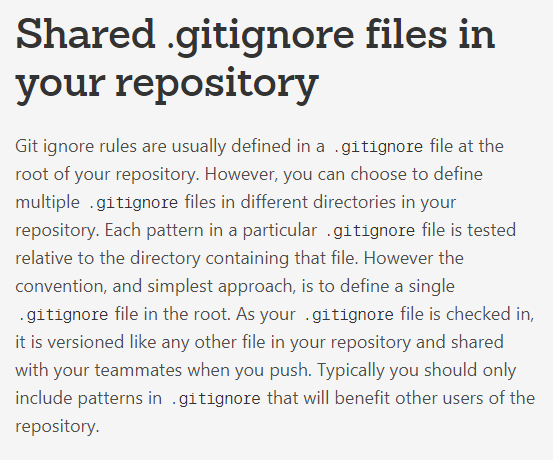 Shared .gitignore files in
your repository
Git ignore rules are usually defined in a .gitignore file at the
root of your repository. However, you can choose to define
multiple .gitignore files in different directories in your
repository. Each pattern in a particular .gitignore file is tested
relative to the directory containing that file. However the
convention, and simplest approach, is to define a single
.gitignore file in the root. As your .gitignore file is checked in,
it is versioned like any other file in your repository and shared
with your teammates when you push. Typically you should only
include patterns in .gitignore that will benefit other users of the
repository.